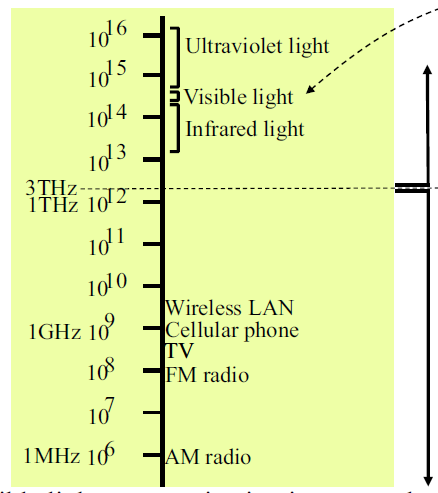 10^16
Ultraviolet light
10^15
Visible light
10^14
Infrared light
10^13
3THz
1THz 10^12
10^11
10^10
Wireless LAN
1GHz 10^9 Cellular phone
TV
10^8 FM radio
10^7
1MHz 10^6 AM radio